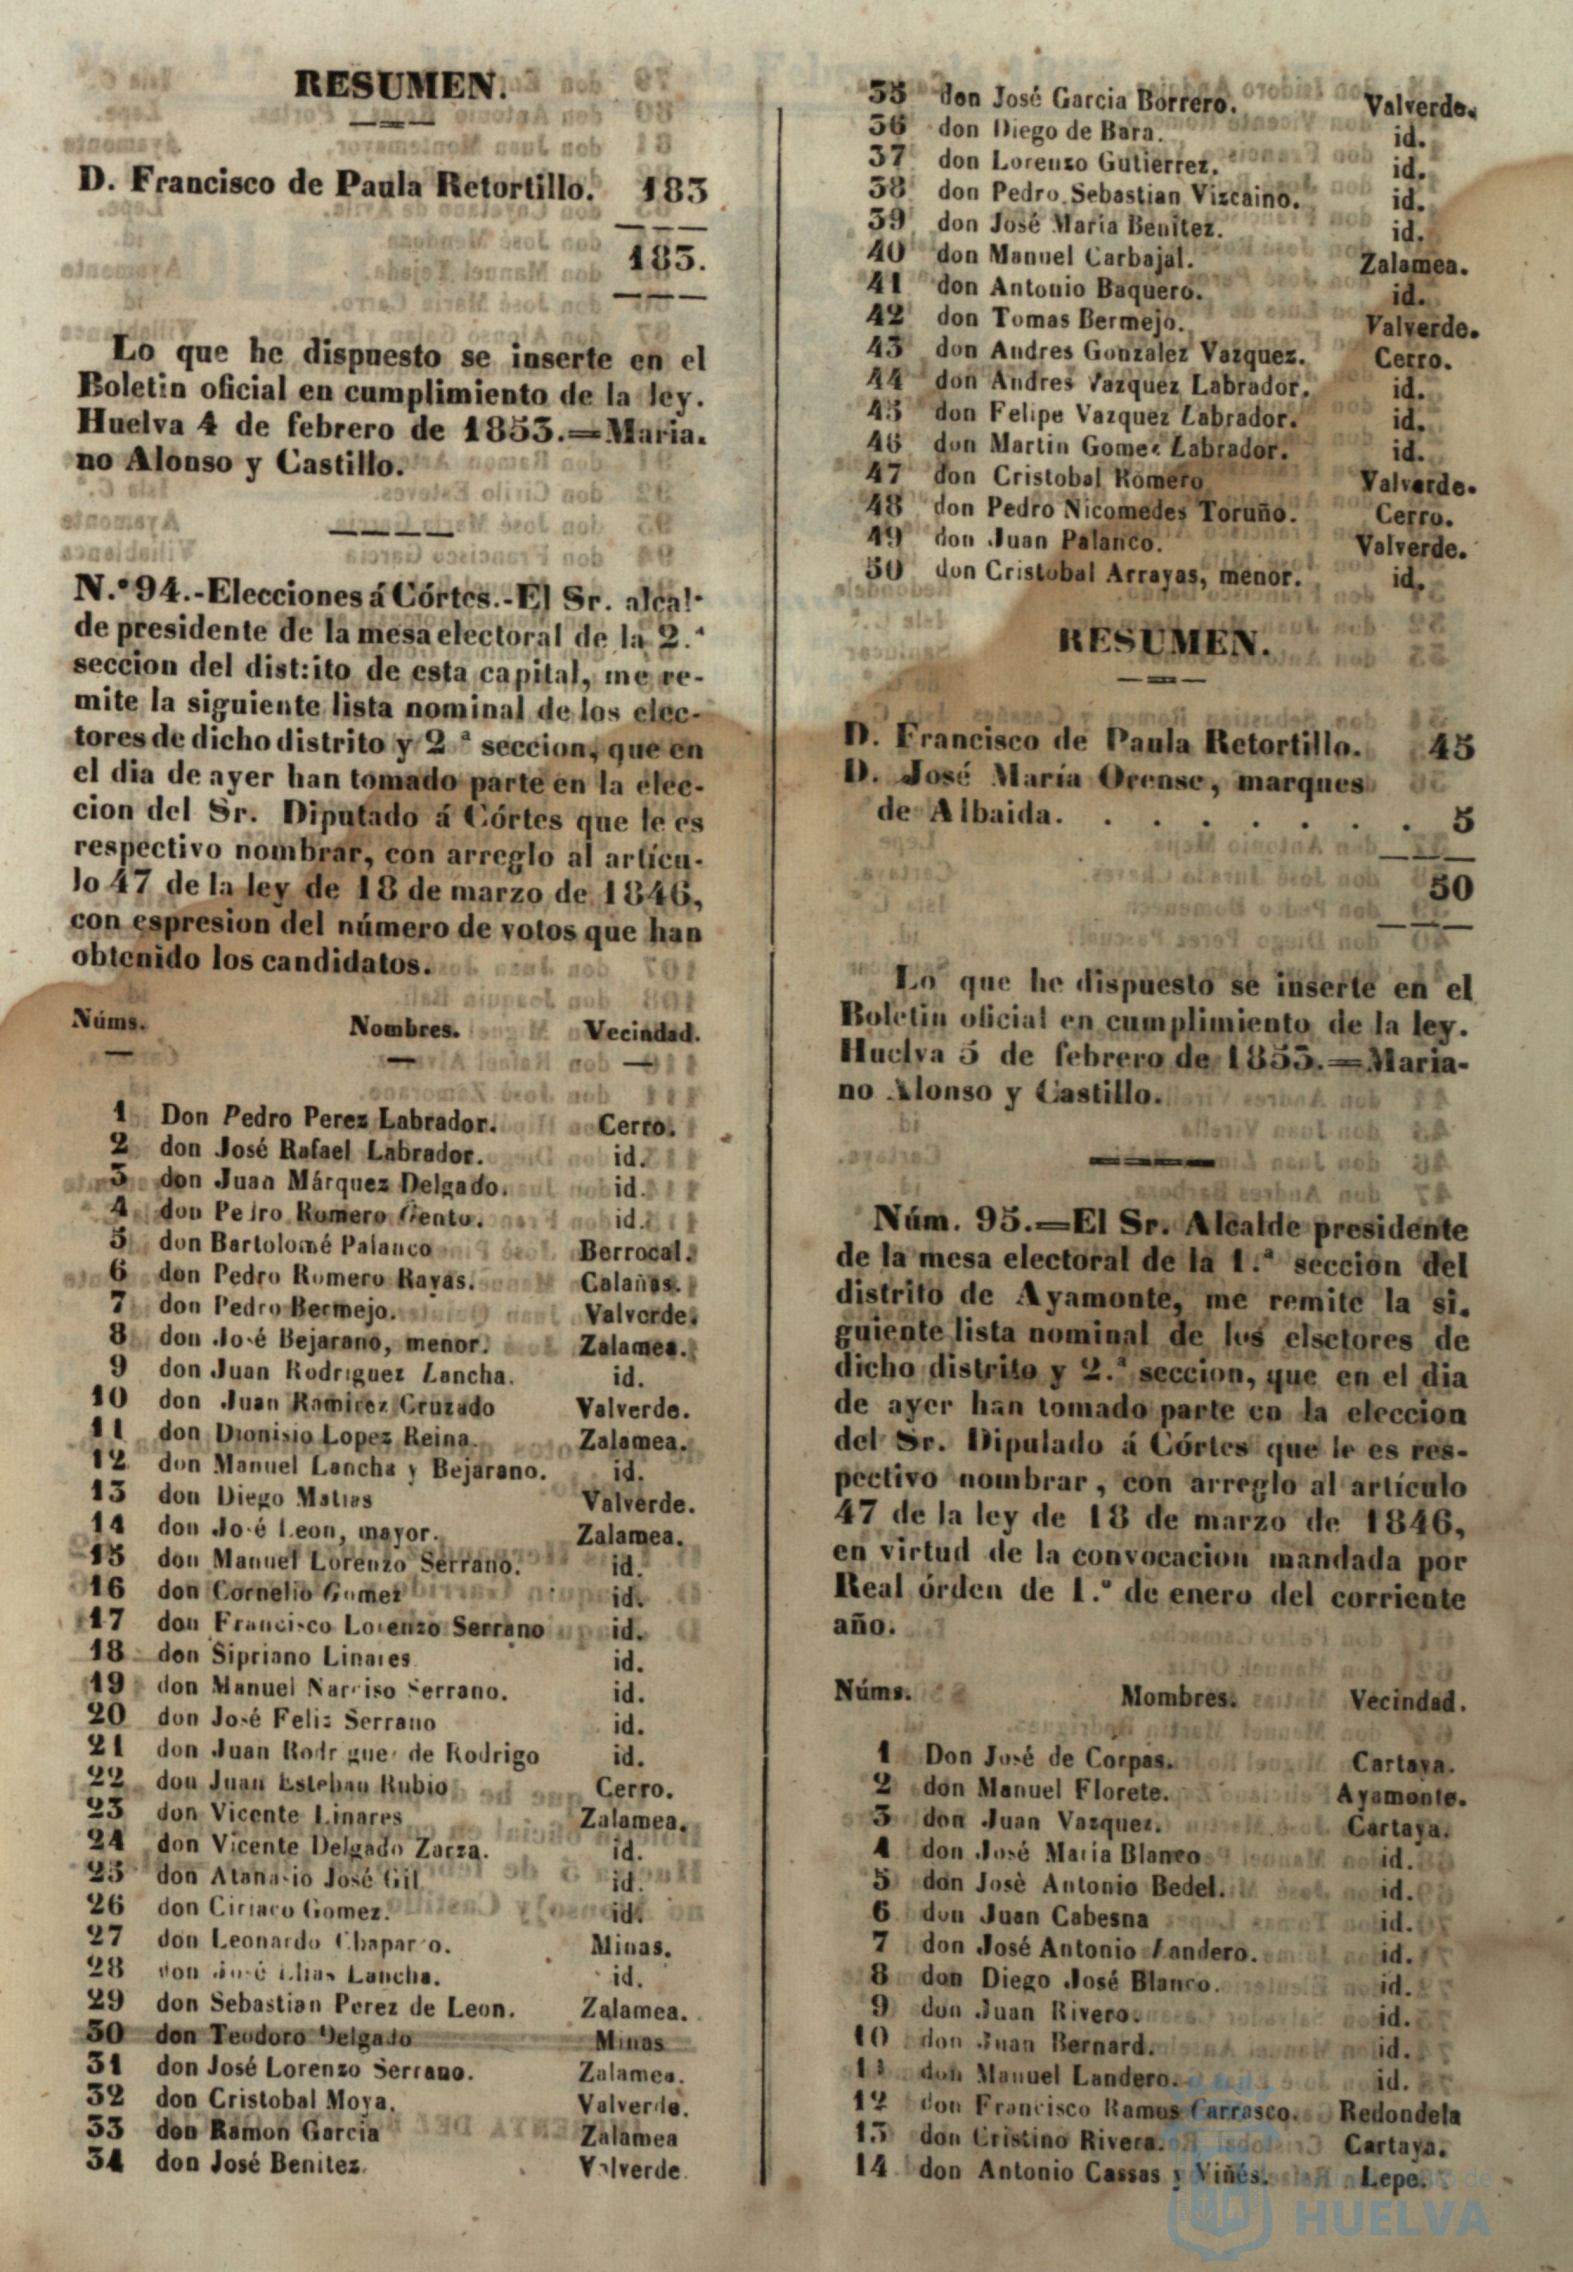 RESUMEN.
D. Francisco de Paula Retortillo. 183
183.
Lo que he dispuesto se inserte en el
Boletin oficial en cumplimiento de la ley.
Huelva 4 de febrero de 1853.=Maria.
no Alonso y Castillo.
N.º 94.-Elecciones á Córtes.-El Sr. alcal-
de presidente de la mesa electoral de la 2.ª
seccion del distrito de esta capital, me re-
mite la siguiente lista nominal de los elec-
tores de dicho distrito y 2 ª seccion, que en
el dia de ayer han tomado parte en la elec-
cion del Sr. Diputado á Córtes que le es
respectivo nombrar, con arreglo al artícu-
lo 47 de la ley de 18 de marzo de 1846,
con espresion del número de votos que han
obtenido los candidatos.
Núms. Nombres. Vecindad.
1 Don Pedro Perez Labrador. Cerro.
2 don José Rafael Labrador. id.
3 don Juan Márquez Delgado. id.
4 don Pedro Romero Gento. id.
5 don Bartolomé Palanco Berrocal.
6 don Pedro Romero Rayas. Calañas.
7 don Pedro Bermejo. Valverde.
8 don José Bejarano, menor. Zalamea.
9 don Juan Rodriguez Lancha. id.
10 don Juan Ramirez Cruzado Valverde.
11 don Dionisio Lopez Reina. Zalamea.
12 don Manuel Lancha y Bejarano. id.
13 don Diego Matias Valverde.
14 don José Leon, mayor. Zalamea.
15 don Manuel Lorenzo Serrano. id.
16 don Cornelio Gomez id.
17 don Francisco Lorenzo Serrano id.
18 don Sipriano Linares id.
19 don Manuel Narciso Serrano. id.
20 don José Feliz Serrano id.
21 don Juan Rodriguez de Rodrigo id.
22 don Juan Esteban Rubio Cerro.
23 don Vicente Linares Zalamea.
24 don Vicente Delgado Zarza. id.
25 don Atanasio José Gil id.
26 don Ciriaco Gomez. id.
27 don Leonardo Chaparro. Minas.
28 don José Elias Lancha. id.
29 don Sebastian Perez de Leon. Zalamea.
30 don Teodoro Delgado Minas
31 don José Lorenzo Serrano. Zalamea.
32 don Cristobal Moya. Valverde.
33 don Ramon Garcia Zalamea
34 don José Benitez. Valverde
35 don José Garcia Borrero. Valverde.
36 don Diego de Bara. id.
37 don Lorenzo Gutierrez. id.
38 don Pedro Sebastian Vizcaino. id.
39 don José María Benitez. id.
40 don Manuel Carbajal. Zalamea.
41 don Antonio Baquero. id.
42 don Tomas Bermejo. Valverde.
43 don Andres Gonzalez Vazquez. Cerro.
44 don Andres Vazquez Labrador. id.
45 don Felipe Vazquez Labrador. id.
46 don Martin Gomez Labrador. id.
47 don Cristobal Romero Valverde.
48 don Pedro Nicomedes Toruño. Cerro.
49 don Juan Palanco. Valverde.
50 don Cristobal Arrayas, menor. id.
RESUMEN.
D. Francisco de Paula Retortillo. 45
D. José María Orense, marques
de Albaida. . . . . . . . . 5
50
Lo que he dispuesto se inserte en el
Boletin oficial en cumplimiento de la ley.
Huelva 5 de febrero de 1853.=Maria-
no Alonso y Castillo.
Núm. 95.=El Sr. Alcalde presidente
de la mesa electoral de la 1.ª seccion del
distrito de Ayamonte, me remite la si.
guiente lista nominal de los elsctores de
dicho distrito y 2.ª seccion, que en el dia
de ayer han tomado parte en la eleccion
del Sr. Diputado á Córtes que le es res-
pectivo nombrar, con arreglo al artículo
47 de la ley de 18 de marzo de 1846,
en virtud de la convocacion mandada por
Real órden de 1.º de enero del corriente
año.
Núms. Mombres. Vecindad.
1 Don José de Corpas. Cartaya.
2 don Manuel Florete. Ayamonte.
3 don Juan Vazquez. Cartaya.
4 don José Maria Blanco id.
5 don Josè Antonio Bedel. id.
6 don Juan Cabesna id.
7 don José Antonio Landero. id.
8 don Diego José Blanco. id.
9 don Juan Rivero. id.
10 don Juan Bernard. id.
11 don Manuel Landero. id.
12 don Francisco Ramos Carrasco. Redondela
13 don Cristino Rivera. Cartaya.
14 don Antonio Cassas y Viñés. Lepe.
HUELVA